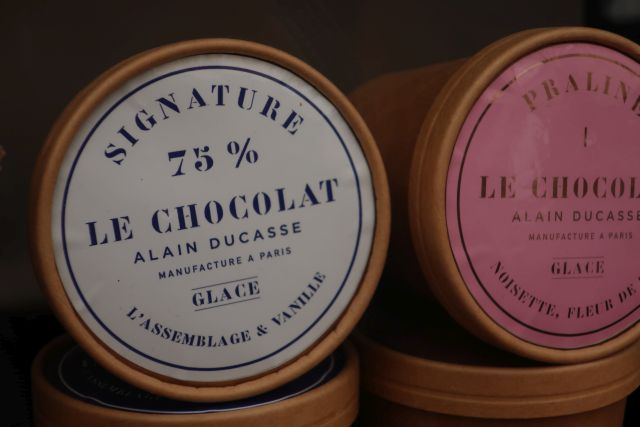 SIGNATURE
75 %
LE CHOCOLAT
ALAIN DUCASSE
MANUFACTURE A PARIS
GLACE
L'ASSEMBLAGE & VANILLE
PRALINE
LE CHOCOL
ALAIN DUCASSE
MANUFACTURE A PARIS
GLACE
NOISETTE, FLEUR DE